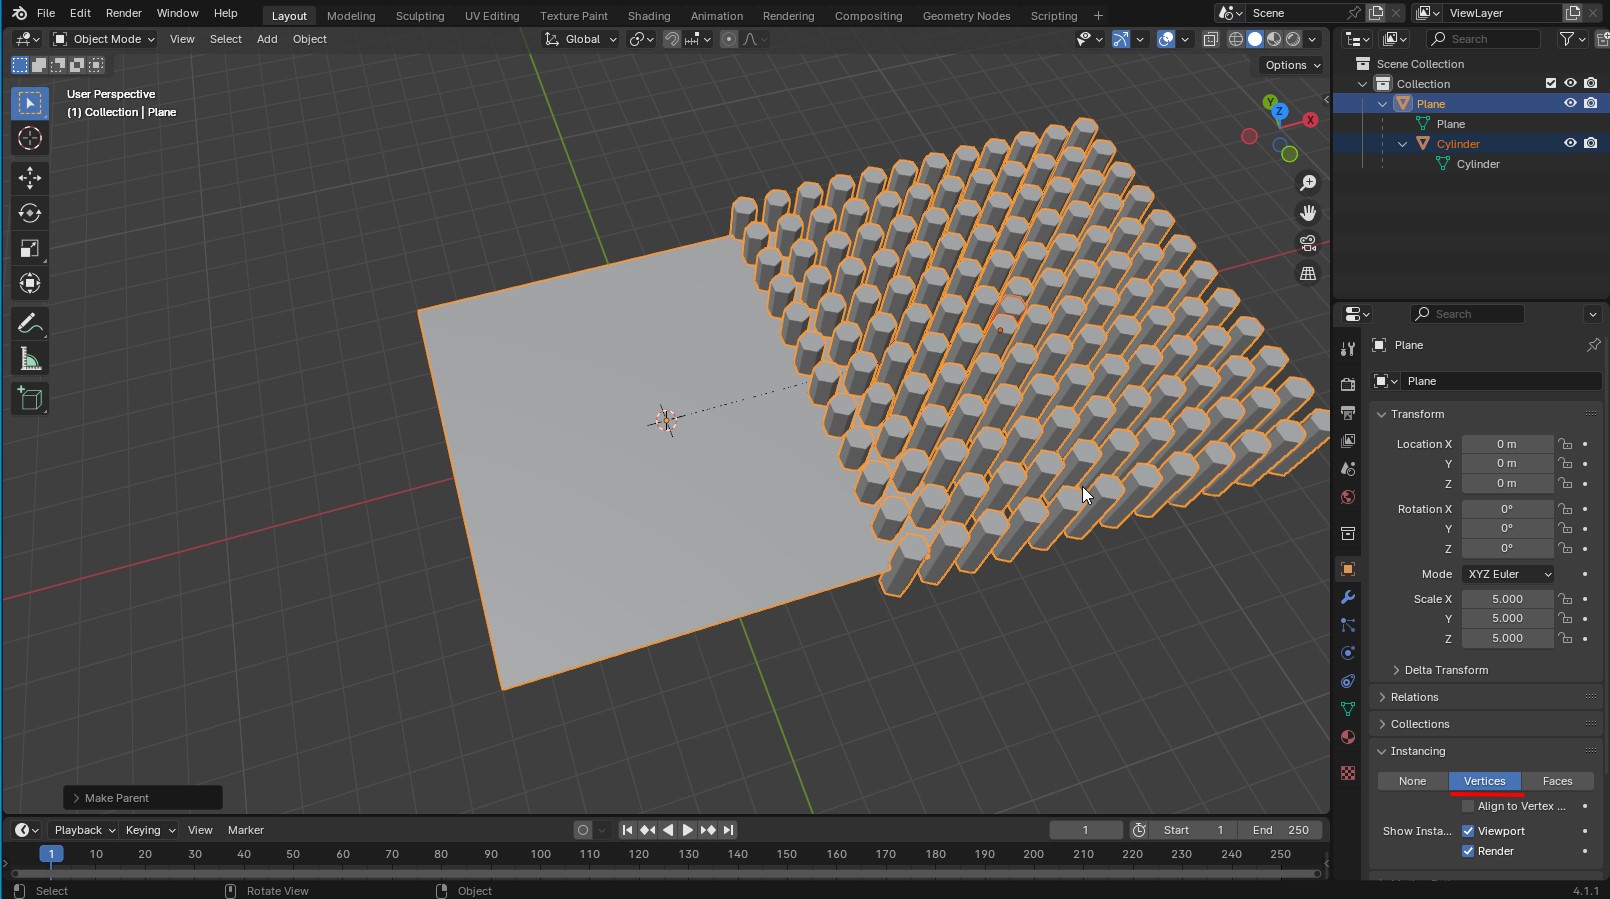 File Edit Render Window Help Layout Modeling Sculpting UV Editing Texture Paint Shading Animation Rendering Compositing Geometry Nodes Scripting + Scene ViewLayer
Object Mode View Select Add Object Global Search
Options
User Perspective
(1) Collection | Plane
Y
Z
X
Make Parent
Scene Collection
Collection
Plane
Plane
Cylinder
Cylinder
Search
Plane
Plane
Transform
Location X 0 m
Y 0 m
Z 0 m
Rotation X 0°
Y 0°
Z 0°
Mode XYZ Euler
Scale X 5.000
Y 5.000
Z 5.000
Delta Transform
Relations
Collections
Instancing
None Vertices Faces
Align to Vertex ...
Show Insta... Viewport
Render
Playback Keying View Marker 1 Start 1 End 250
1 10 20 30 40 50 60 70 80 90 100 110 120 130 140 150 160 170 180 190 200 210 220 230 240 250
Select Rotate View Object 4.1.1